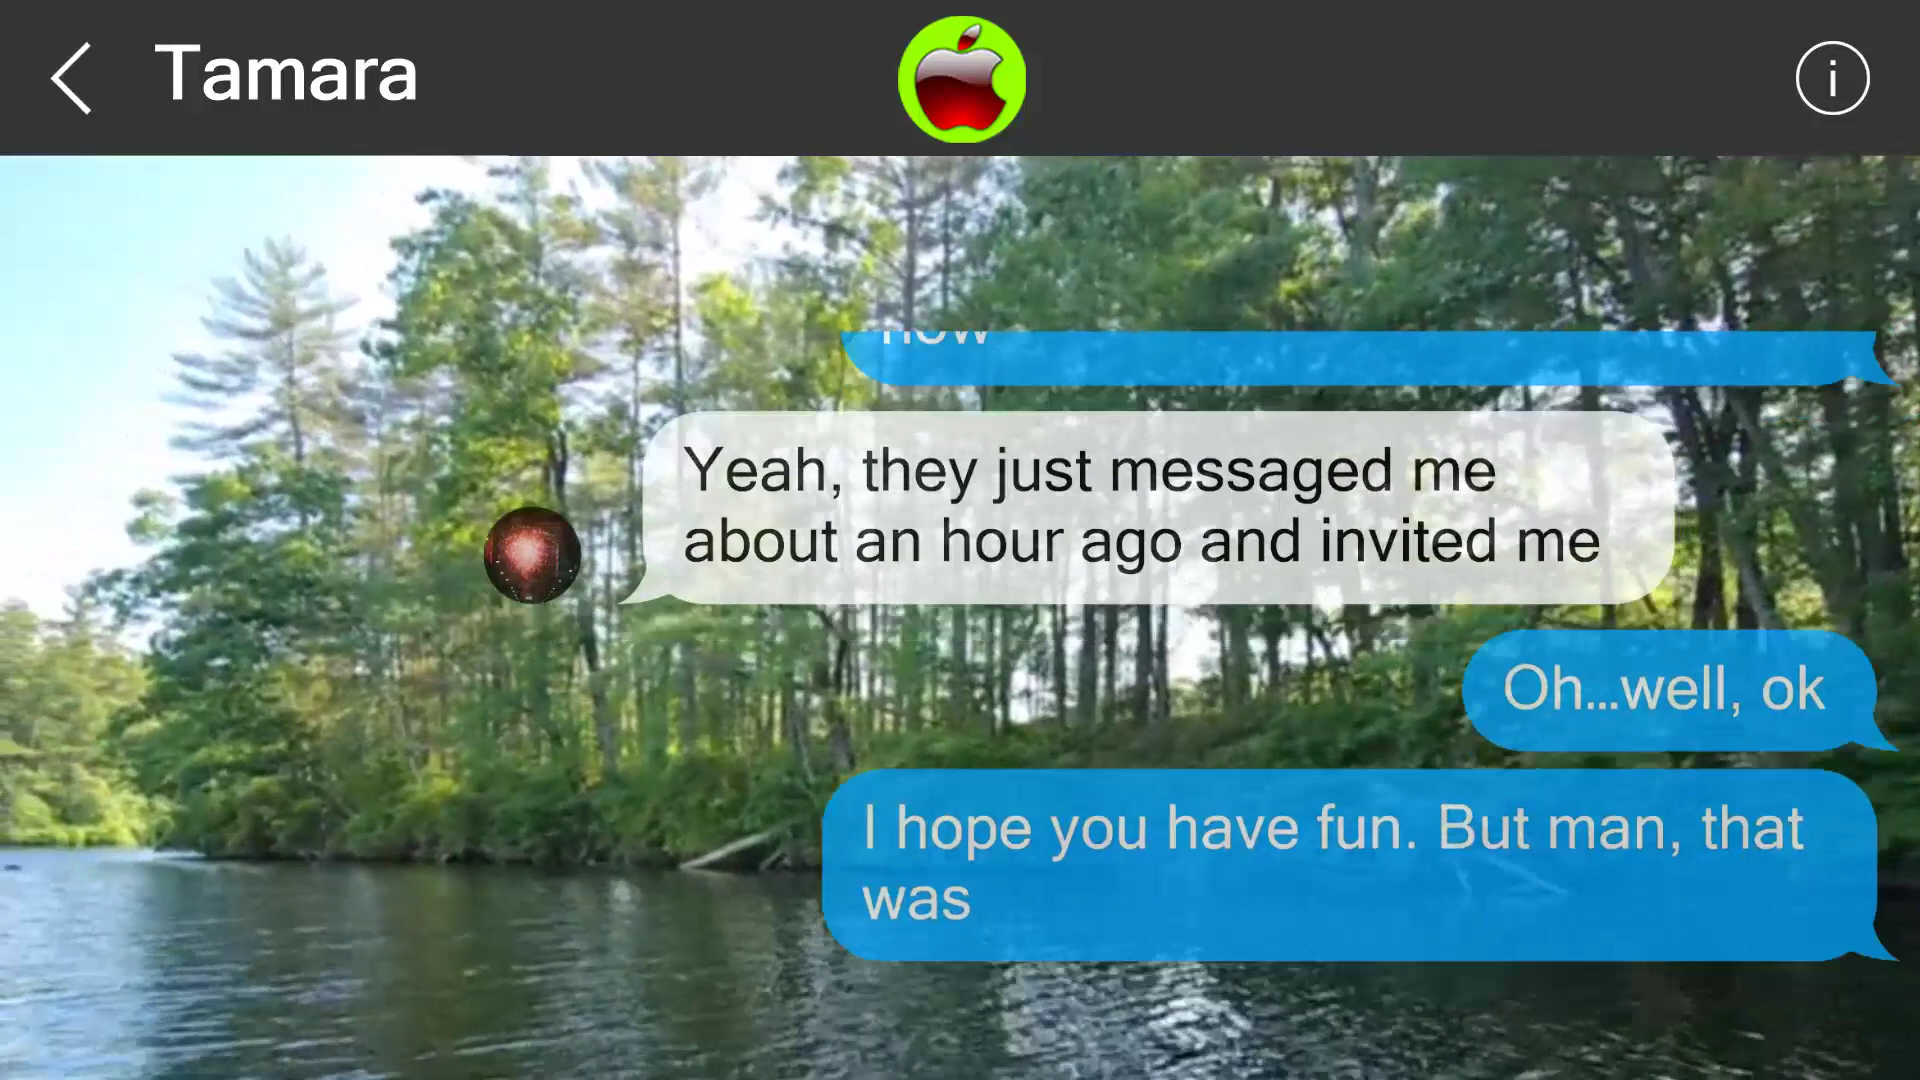 Tamara
now
Yeah, they just messaged me
about an hour ago and invited me
Oh...well, ok
I hope you have fun. But man, that
was